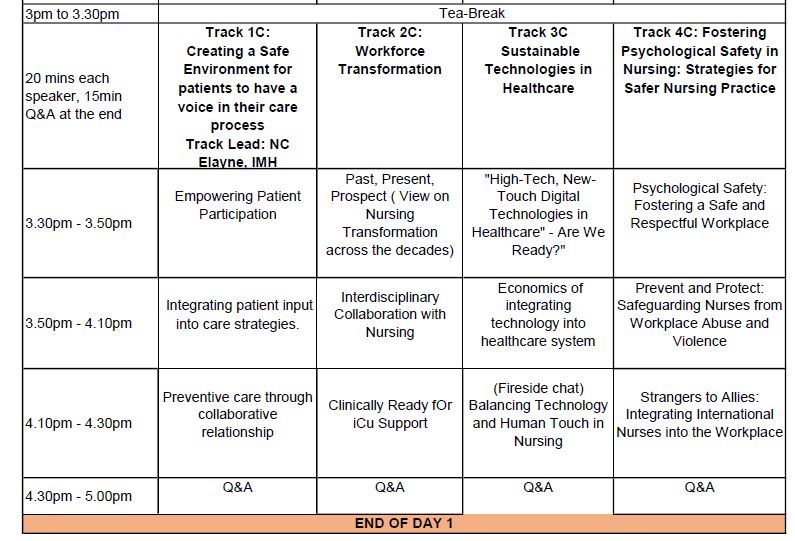 3pm to 3.30pm
Tea-Break
20 mins each
speaker, 15min
Q&A at the end
Track 1C:
Creating a Safe
Environment for
patients to have a
voice in their care
process
Track Lead: NC
Elayne, IMH
Track 2C:
Workforce
Transformation
Track 3C
Sustainable
Technologies in
Healthcare
Track 4C: Fostering
Psychological Safety in
Nursing: Strategies for
Safer Nursing Practice
3.30pm - 3.50pm
Empowering Patient
Participation
Past, Present,
Prospect ( View on
Nursing
Transformation
across the decades)
"High-Tech, New-
Touch Digital
Technologies in
Healthcare" - Are We
Ready?"
Psychological Safety:
Fostering a Safe and
Respectful Workplace
3.50pm - 4.10pm
Integrating patient input
into care strategies.
Interdisciplinary
Collaboration with
Nursing
Economics of
integrating
technology into
healthcare system
Prevent and Protect:
Safeguarding Nurses from
Workplace Abuse and
Violence
4.10pm - 4.30pm
Preventive care through
collaborative
relationship
Clinically Ready fOr
iCu Support
(Fireside chat)
Balancing Technology
and Human Touch in
Nursing
Strangers to Allies:
Integrating International
Nurses into the Workplace
4.30pm - 5.00pm
Q&A
Q&A
Q&A
Q&A
END OF DAY 1